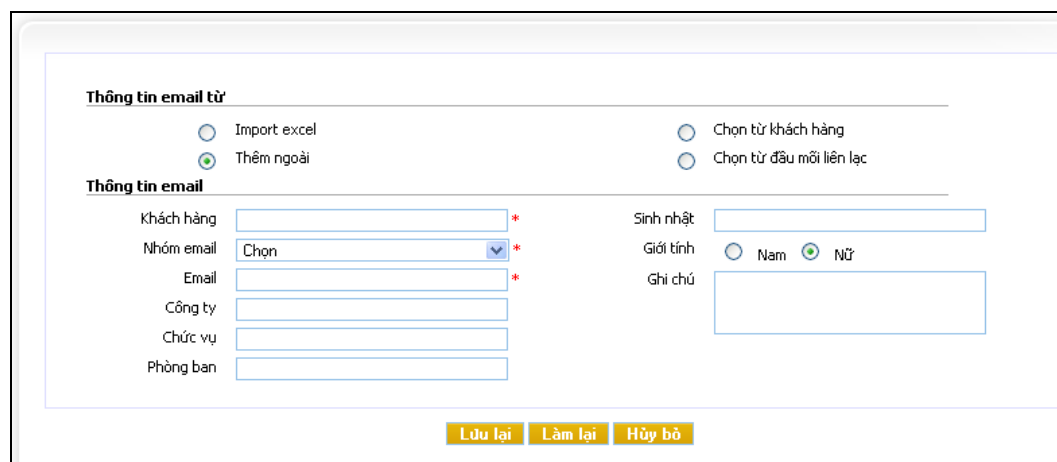 Thông tin email từ
Import excel Chọn từ khách hàng
Thêm ngoài Chọn từ đầu mối liên lạc
Thông tin email
Khách hàng * Sinh nhật
Nhóm email Chọn * Giới tính Nam Nữ
Email * Ghi chú
Công ty
Chức vụ
Phòng ban
Lưu lại Làm lại Hủy bỏ